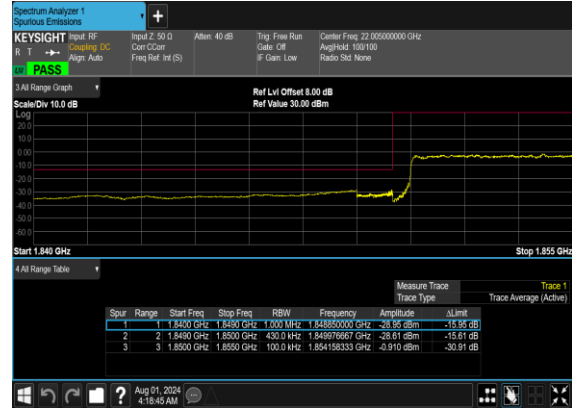 Spectrum Analyzer 1
Spurious Emissions
KEYSIGHT Input: RF Input Z: 50 Ω Atten: 40 dB Trig: Free Run Center Freq: 22.005000000 GHz
R T Coupling: DC Corr CCorr Gate: Off Avg|Hold: 100/100
Align: Auto Freq Ref: Int (S) IF Gain: Low Radio Std: None
PASS
3 All Range Graph
Ref Lvl Offset 8.00 dB
Scale/Div 10.0 dB Ref Value 30.00 dBm
Log
20.0
10.0
0.00
-10.0
-20.0
-30.0
-40.0
-50.0
-60.0
Start 1.840 GHz Stop 1.855 GHz
4 All Range Table
Measure Trace Trace 1
Trace Type Trace Average (Active)
Spur Range Start Freq Stop Freq RBW Frequency Amplitude ΔLimit
1 1 1.8400 GHz 1.8490 GHz 1.000 MHz 1.848850000 GHz -28.95 dBm -15.95 dB
2 2 1.8490 GHz 1.8500 GHz 430.0 kHz 1.849976667 GHz -28.61 dBm -15.61 dB
3 3 1.8500 GHz 1.8550 GHz 100.0 kHz 1.854158333 GHz -0.910 dBm -30.91 dB
? Aug 01, 2024
4:18:45 AM